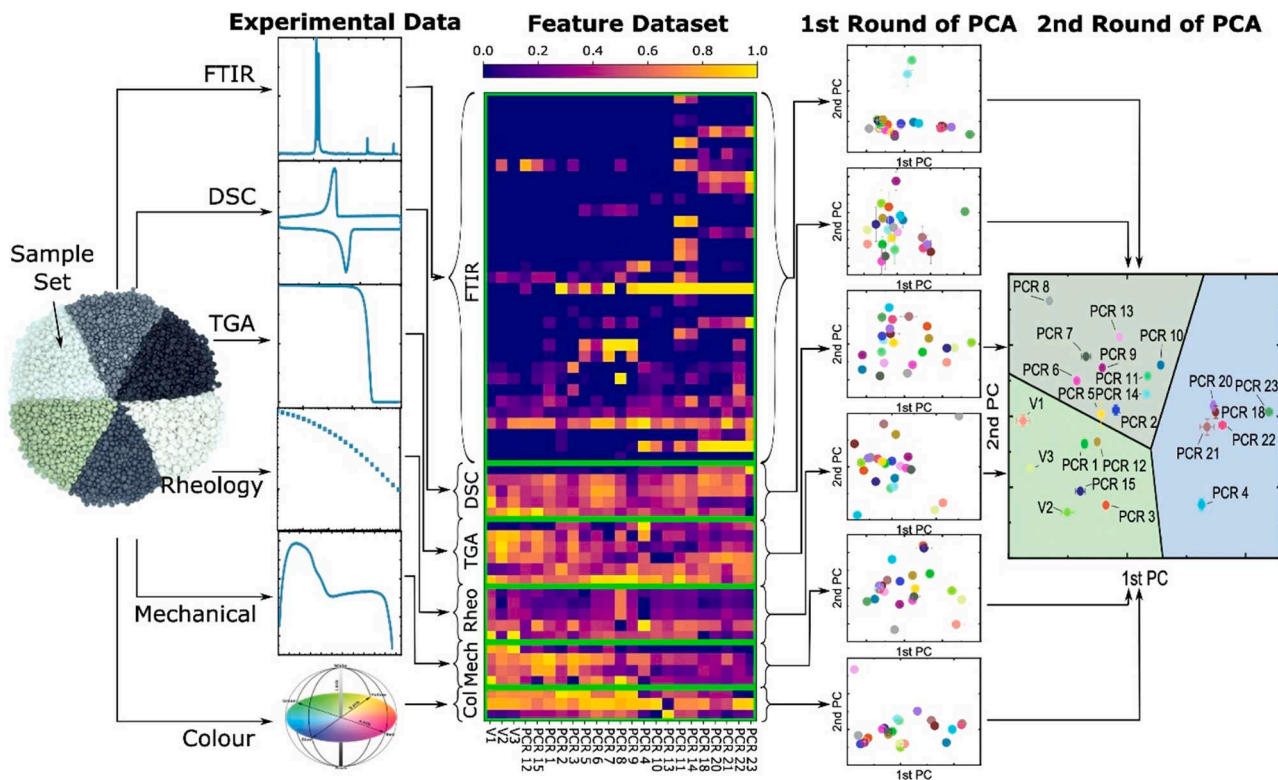 Experimental Data
Feature Dataset
1st Round of PCA
2nd Round of PCA
Sample
Set
FTIR
DSC
TGA
Rheology
Mechanical
Colour
0.0
0.2
0.4
0.6
0.8
1.0
FTIR
DSC
TGA
Rheo
Mech
Col
V1
V2
V3
PCR 12
PCR 15
PCR 1
PCR 2
PCR 3
PCR 5
PCR 6
PCR 7
PCR 8
PCR 9
PCR 4
PCR 10
PCR 13
PCR 11
PCR 14
PCR 18
PCR 20
PCR 21
PCR 22
PCR 23
2nd PC
1st PC
2nd PC
1st PC
2nd PC
1st PC
2nd PC
1st PC
2nd PC
1st PC
2nd PC
1st PC
2nd PC
PCR 8
PCR 13
PCR 7
PCR 10
PCR 9
PCR 6
PCR 11
PCR 20
PCR 23
V1
PCR 5
PCR 14
PCR 18
PCR 2
PCR 22
V3
PCR 1
PCR 12
PCR 21
PCR 15
PCR 4
V2
PCR 3
1st PC